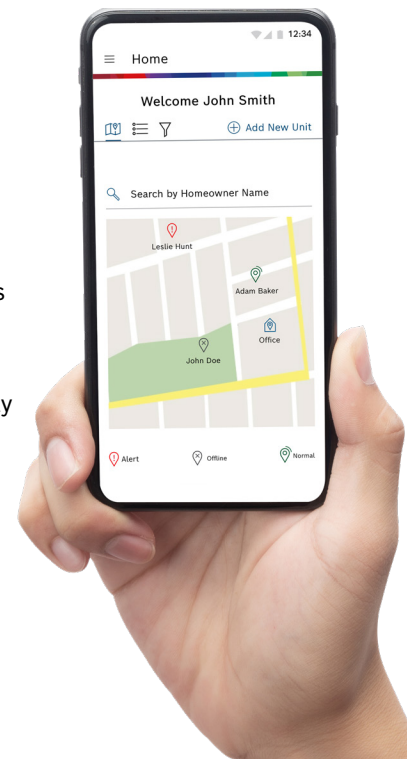 12:34
Home
Welcome John Smith
Add New Unit
Search by Homeowner Name
Leslie Hunt
Adam Baker
Office
John Doe
Alert
Offline
Normal
s
y